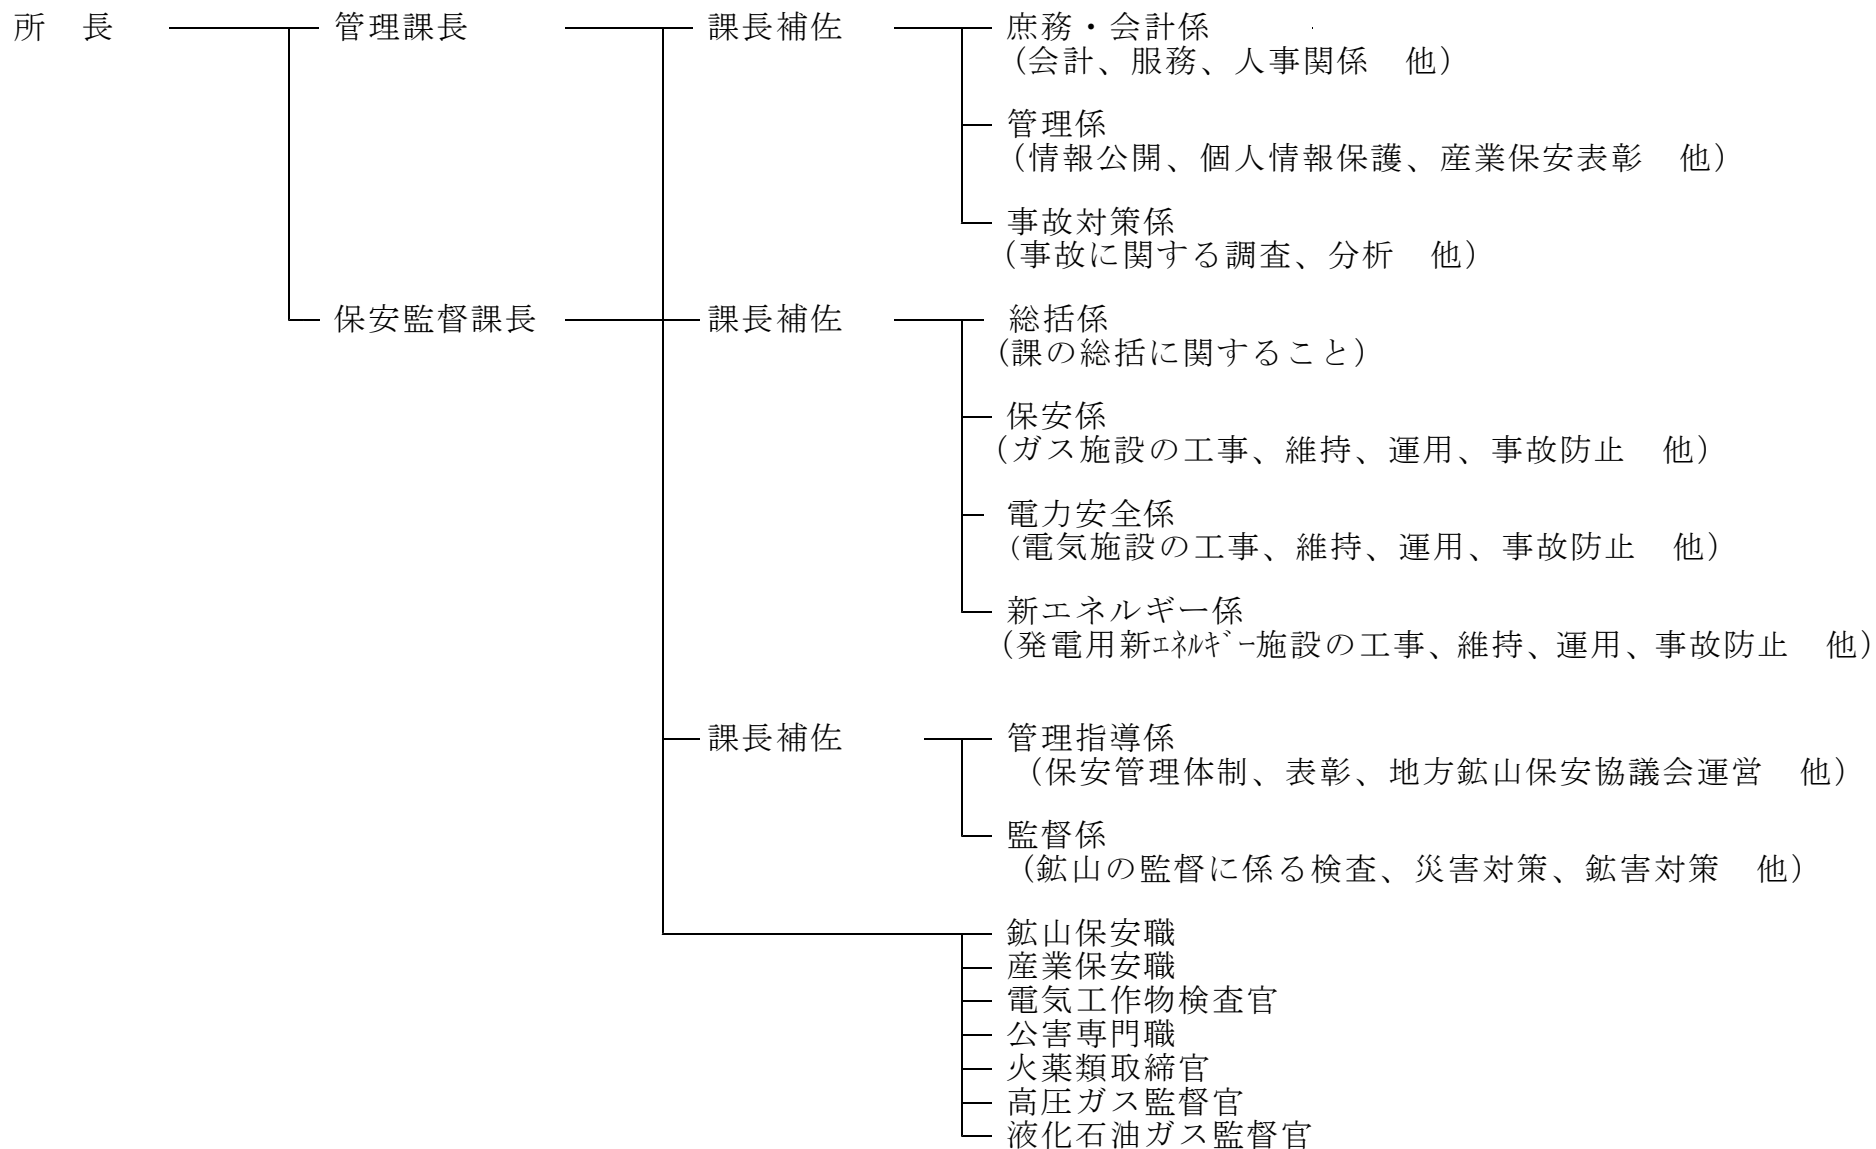 所　長　管理課長　課長補佐　庶務・会計係
（会計、服務、人事関係　他）
管理係
（情報公開、個人情報保護、産業保安表彰　他）
事故対策係
（事故に関する調査、分析　他）
保安監督課長　課長補佐　総括係
（課の総括に関すること）
保安係
（ガス施設の工事、維持、運用、事故防止　他）
電力安全係
（電気施設の工事、維持、運用、事故防止　他）
新エネルギー係
（発電用新ｴﾈﾙｷﾞｰ施設の工事、維持、運用、事故防止　他）
課長補佐　管理指導係
（保安管理体制、表彰、地方鉱山保安協議会運営　他）
監督係
（鉱山の監督に係る検査、災害対策、鉱害対策　他）
鉱山保安職
産業保安職
電気工作物検査官
公害専門職
火薬類取締官
高圧ガス監督官
液化石油ガス監督官